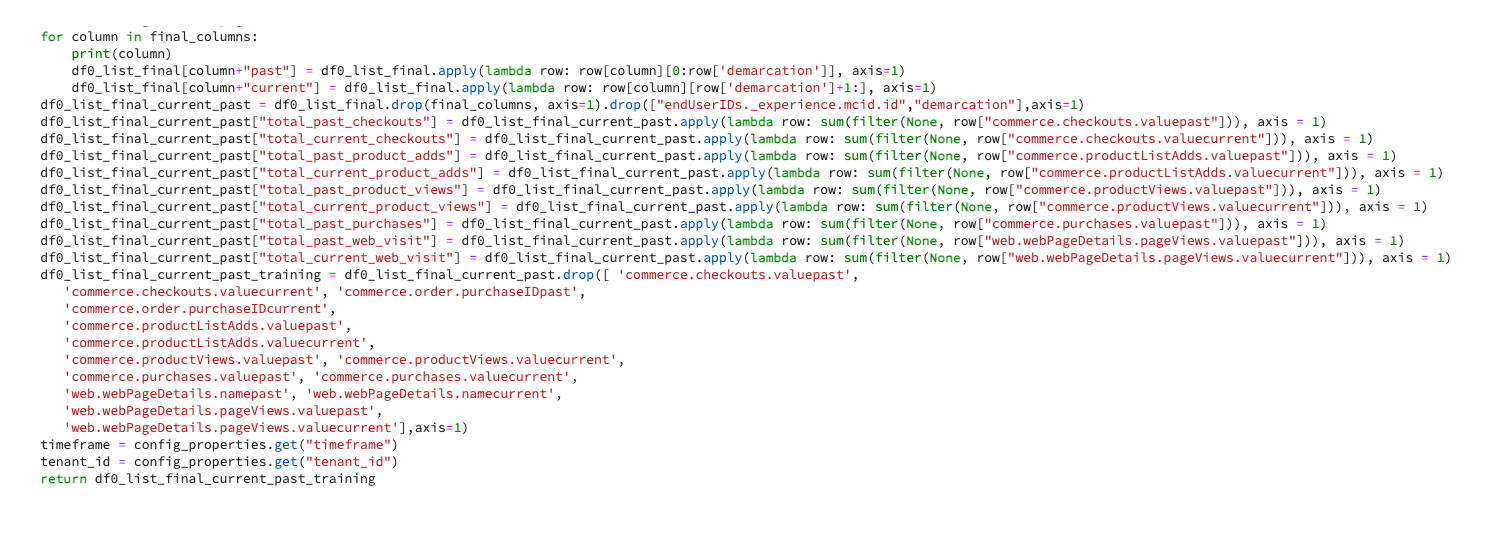 for column in final_columns:
    print(column)
    df0_list_final[column+"past"] = df0_list_final.apply(lambda row: row[column][0:row['demarcation']], axis=1)
    df0_list_final[column+"current"] = df0_list_final.apply(lambda row: row[column][row['demarcation']+1:], axis=1)
df0_list_final_current_past = df0_list_final.drop(final_columns, axis=1).drop(["endUserIDs._experience.mcid.id","demarcation"],axis=1)
df0_list_final_current_past["total_past_checkouts"] = df0_list_final_current_past.apply(lambda row: sum(filter(None, row["commerce.checkouts.valuepast"])), axis = 1)
df0_list_final_current_past["total_current_checkouts"] = df0_list_final_current_past.apply(lambda row: sum(filter(None, row["commerce.checkouts.valuecurrent"])), axis = 1)
df0_list_final_current_past["total_past_product_adds"] = df0_list_final_current_past.apply(lambda row: sum(filter(None, row["commerce.productListAdds.valuepast"])), axis = 1)
df0_list_final_current_past["total_current_product_adds"] = df0_list_final_current_past.apply(lambda row: sum(filter(None, row["commerce.productListAdds.valuecurrent"])), axis = 1)
df0_list_final_current_past["total_past_product_views"] = df0_list_final_current_past.apply(lambda row: sum(filter(None, row["commerce.productViews.valuepast"])), axis = 1)
df0_list_final_current_past["total_current_product_views"] = df0_list_final_current_past.apply(lambda row: sum(filter(None, row["commerce.productViews.valuecurrent"])), axis = 1)
df0_list_final_current_past["total_past_purchases"] = df0_list_final_current_past.apply(lambda row: sum(filter(None, row["commerce.purchases.valuepast"])), axis = 1)
df0_list_final_current_past["total_past_web_visit"] = df0_list_final_current_past.apply(lambda row: sum(filter(None, row["web.webPageDetails.pageViews.valuepast"])), axis = 1)
df0_list_final_current_past["total_current_web_visit"] = df0_list_final_current_past.apply(lambda row: sum(filter(None, row["web.webPageDetails.pageViews.valuecurrent"])), axis = 1)
df0_list_final_current_past_training = df0_list_final_current_past.drop([ 'commerce.checkouts.valuepast',
   'commerce.checkouts.valuecurrent', 'commerce.order.purchaseIDpast',
   'commerce.order.purchaseIDcurrent',
   'commerce.productListAdds.valuepast',
   'commerce.productListAdds.valuecurrent',
   'commerce.productViews.valuepast', 'commerce.productViews.valuecurrent',
   'commerce.purchases.valuepast', 'commerce.purchases.valuecurrent',
   'web.webPageDetails.namepast', 'web.webPageDetails.namecurrent',
   'web.webPageDetails.pageViews.valuepast',
   'web.webPageDetails.pageViews.valuecurrent'],axis=1)
timeframe = config_properties.get("timeframe")
tenant_id = config_properties.get("tenant_id")
return df0_list_final_current_past_training